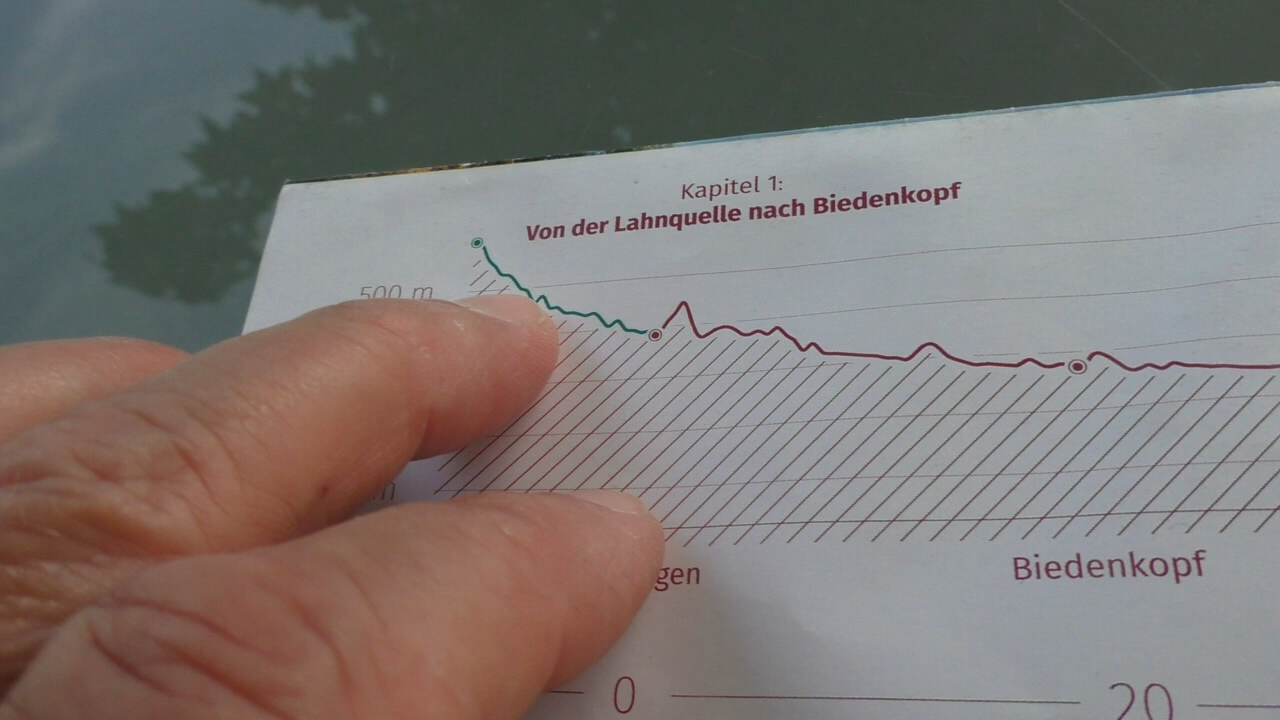 Kapitel 1:
Von der Lahnquelle nach Biedenkopf
500 m
m
gen
Biedenkopf
0
20